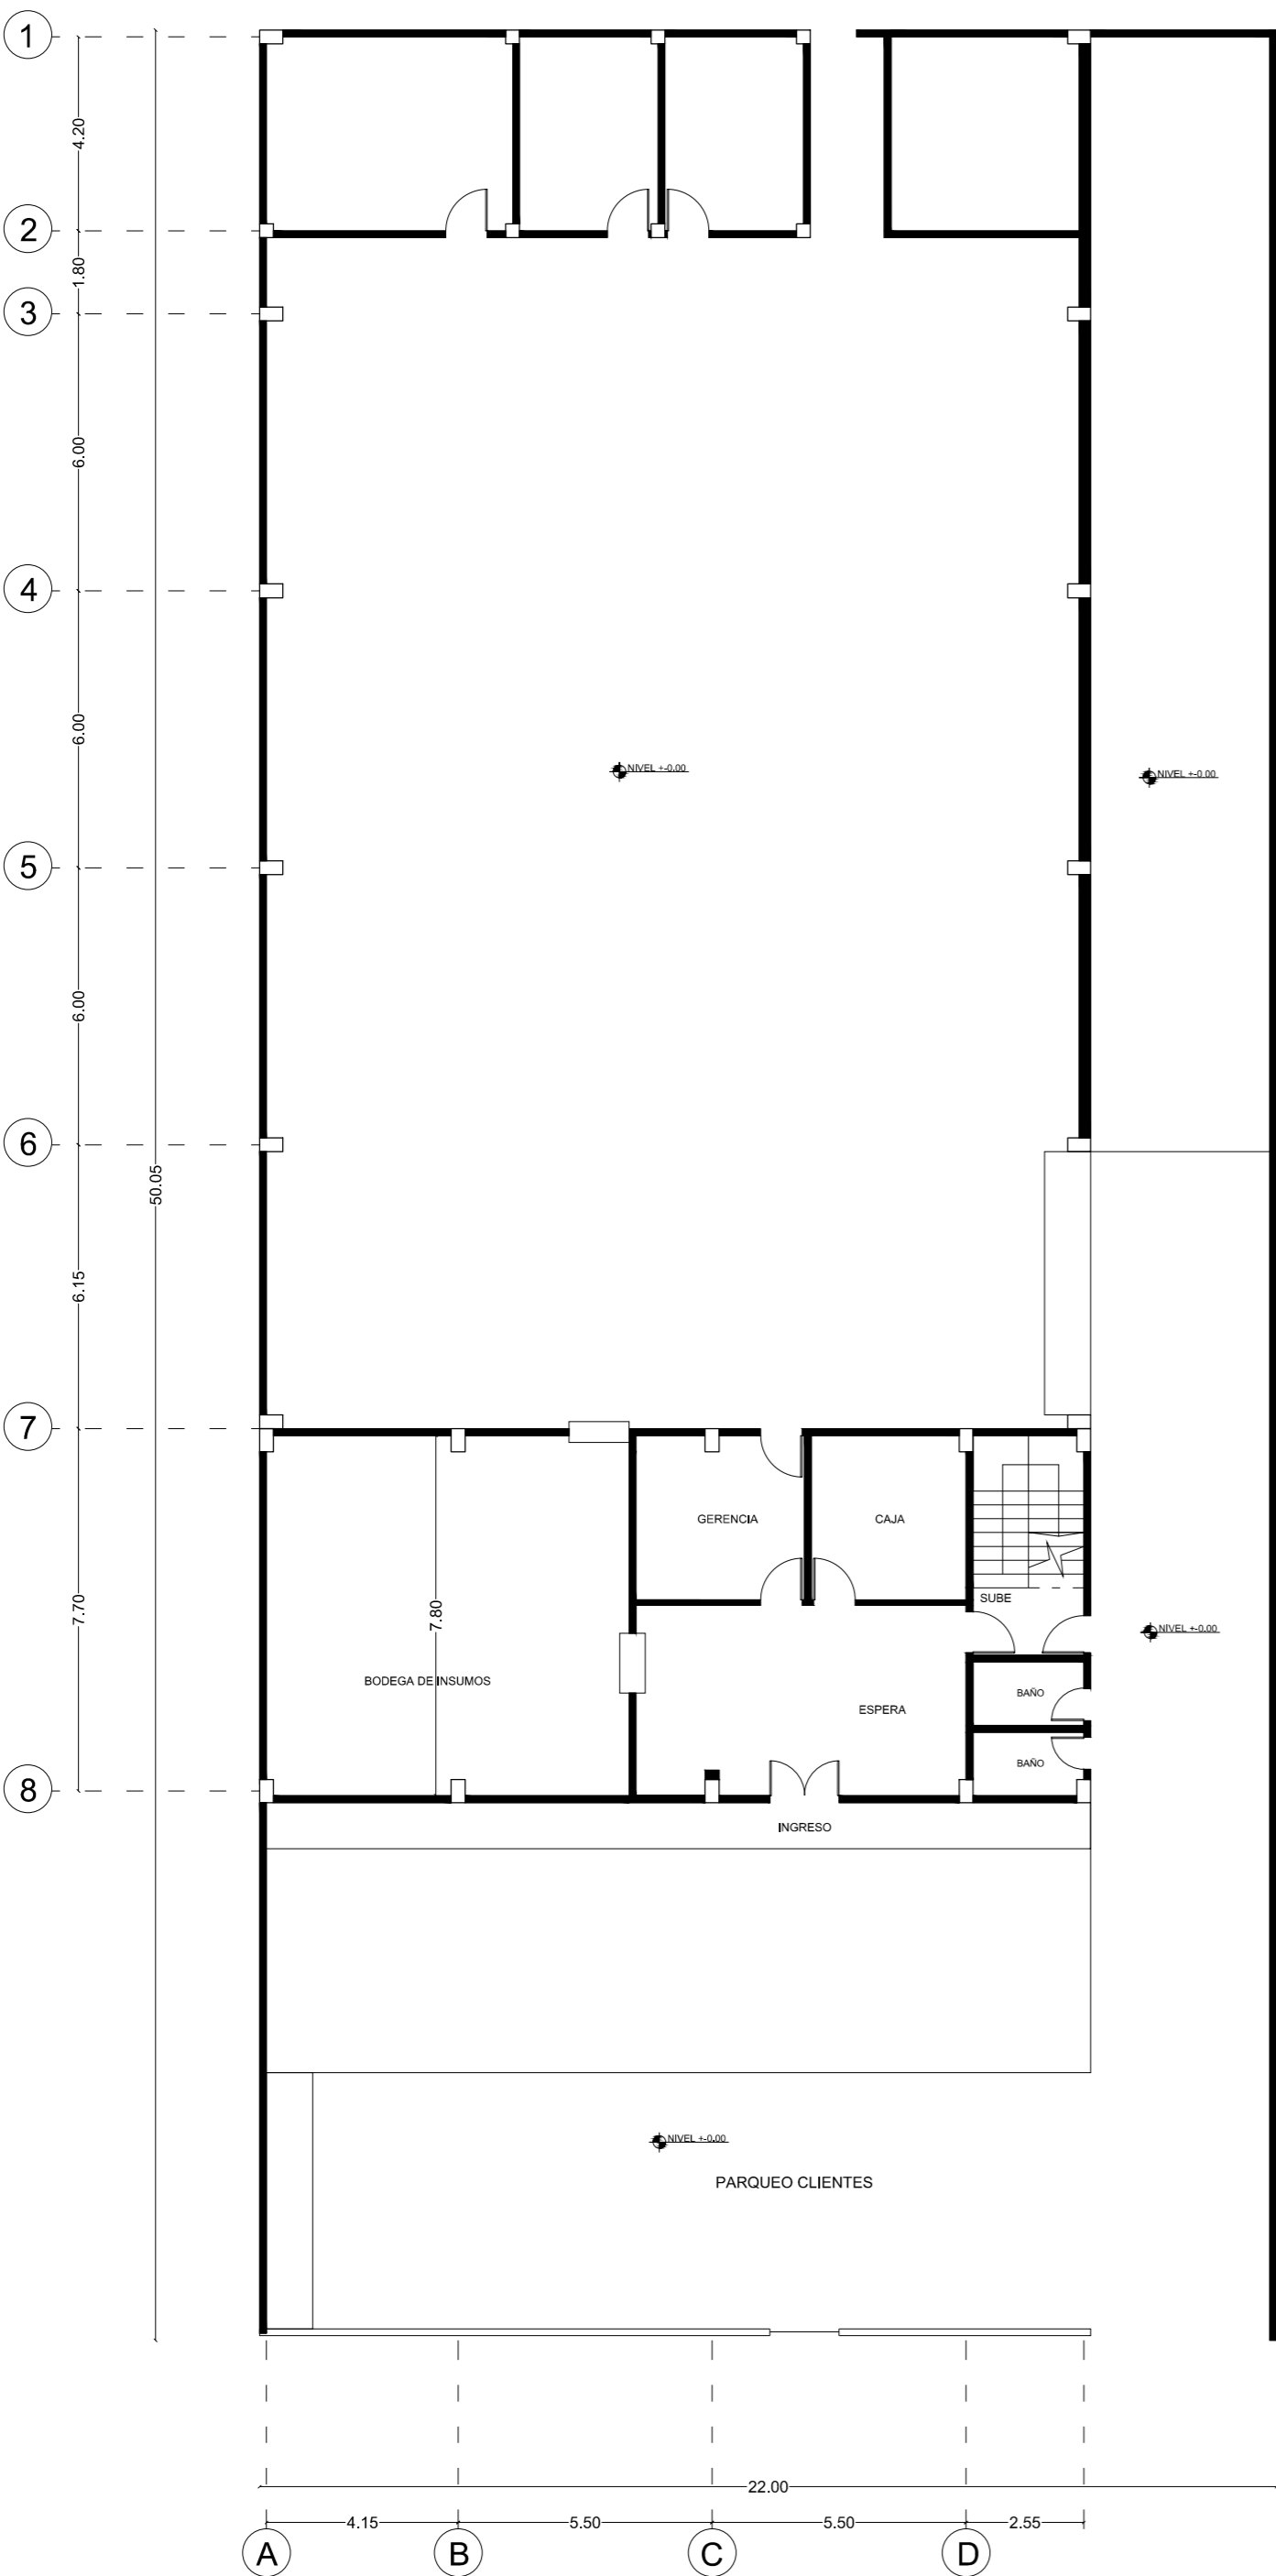 1
4.20
2
1.80
3
6.00
4
6.00
NIVEL +-0.00
NIVEL +-0.00
5
6.00
6
50.05
6.15
7
GERENCIA
CAJA
7.70
7.80
SUBE
NIVEL +-0.00
BODEGA DE INSUMOS
BAÑO
ESPERA
BAÑO
8
INGRESO
NIVEL +-0.00
PARQUEO CLIENTES
22.00
4.15
5.50
5.50
2.55
A
B
C
D